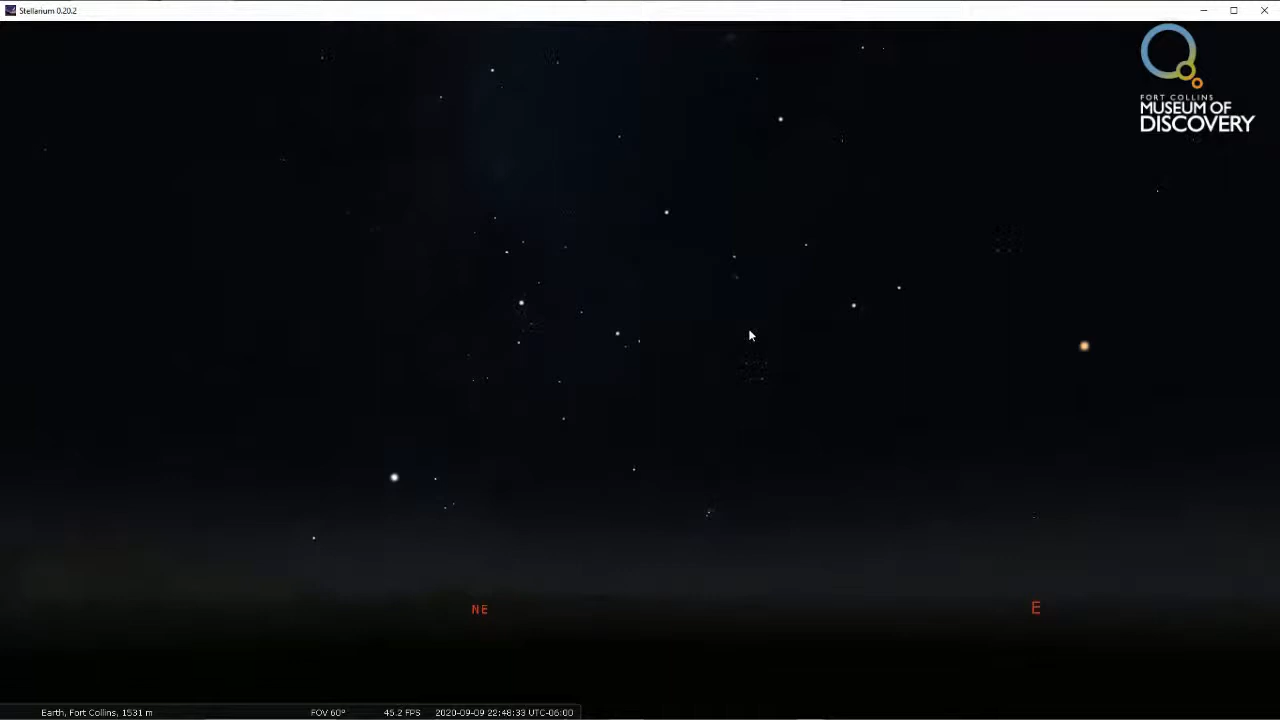 Stellarium 0.20.2
FORT COLLINS
MUSEUM OF
DISCOVERY
NE
E
Earth, Fort Collins, 1531 m
FOV 60°
45.2 FPS
2020-09-09 22:48:33 UTC-06:00